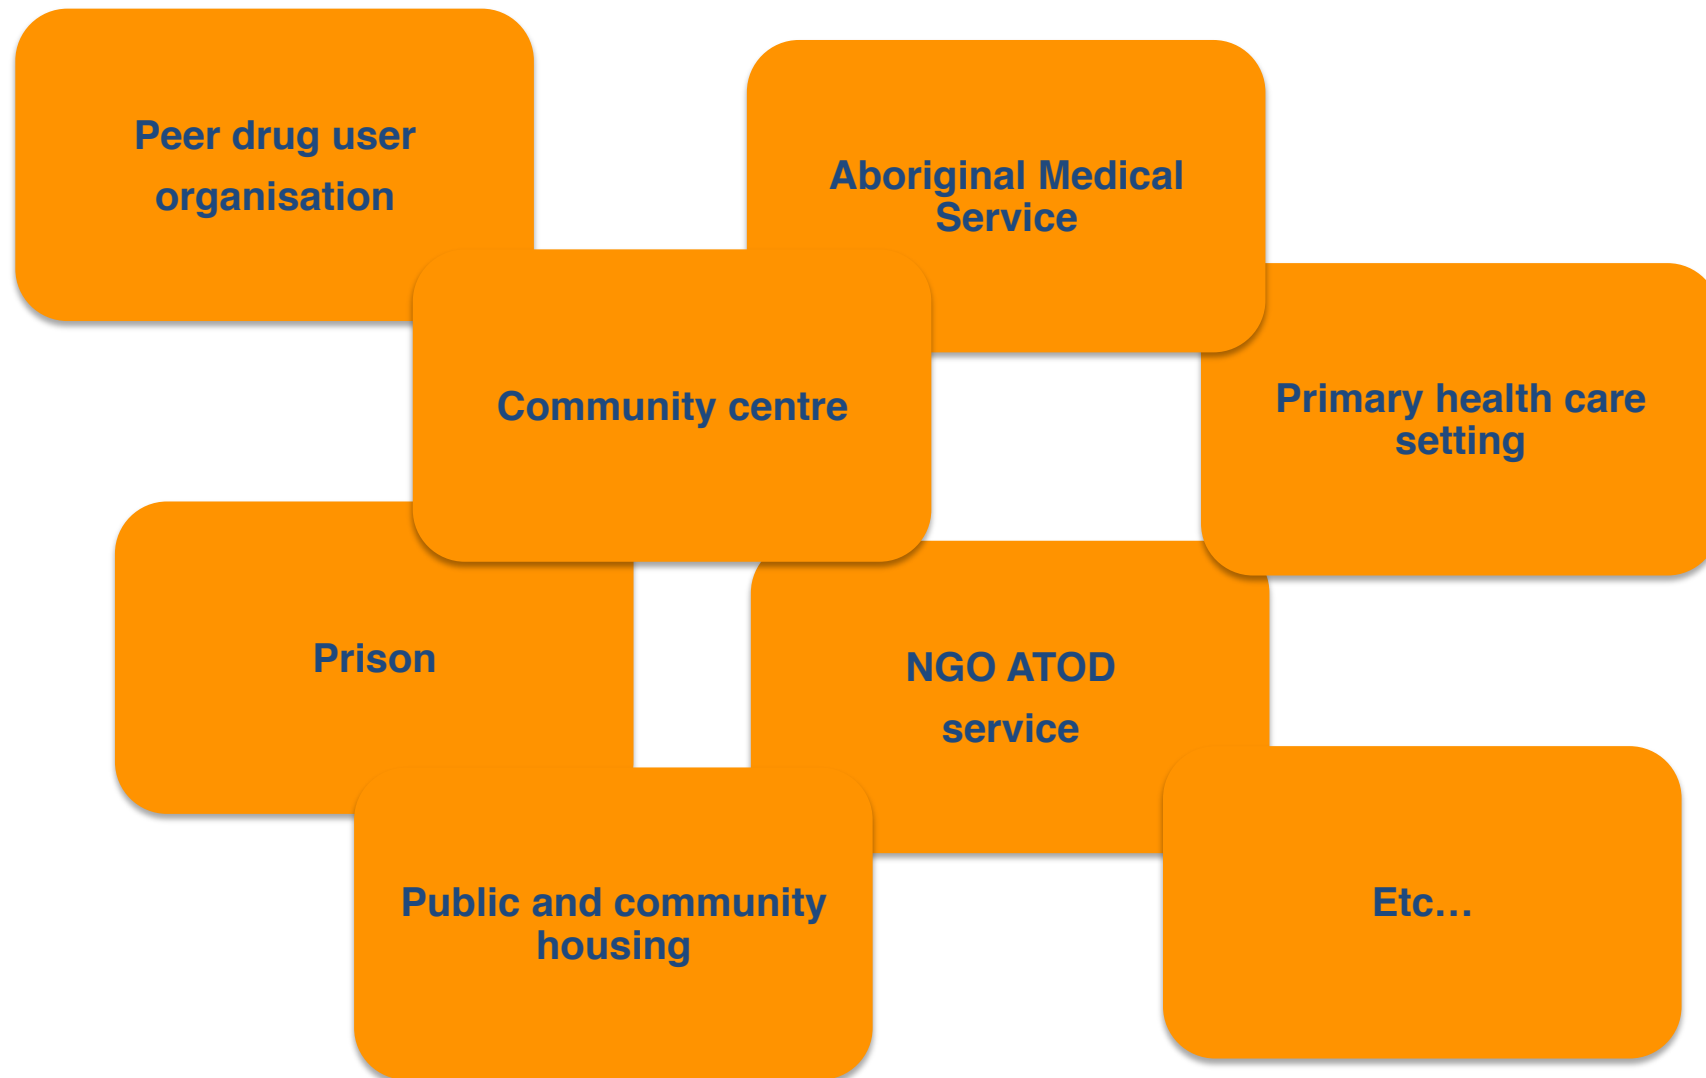 Peer drug user
organisation
Aboriginal Medical
Service
Community centre
Primary health care
setting
Prison
NGO ATOD
service
Public and community
housing
Etc...